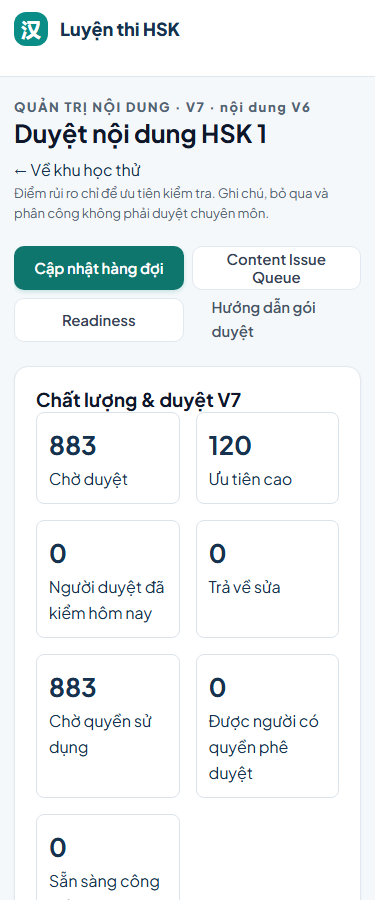 汉 Luyện thi HSK
QUẢN TRỊ NỘI DUNG · V7 · nội dung V6
Duyệt nội dung HSK 1
← Về khu học thử
Điểm rủi ro chỉ để ưu tiên kiểm tra. Ghi chú, bỏ qua và
phân công không phải duyệt chuyên môn.
Cập nhật hàng đợi
Content Issue
Queue
Readiness
Hướng dẫn gói
duyệt
Chất lượng & duyệt V7
883
Chờ duyệt
120
Ưu tiên cao
0
Người duyệt đã
kiểm hôm nay
0
Trả về sửa
883
Chờ quyền sử
dụng
0
Được người có
quyền phê
duyệt
0
Sẵn sàng công